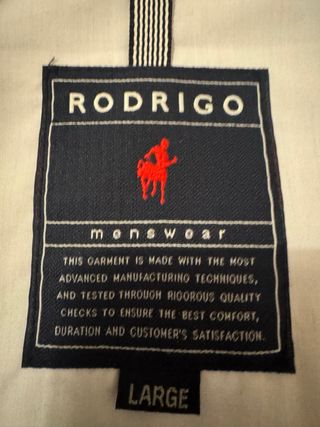 RODRIGO
menswear
THIS GARMENT IS MADE WITH THE MOST
ADVANCED MANUFACTURING TECHNIQUES,
AND TESTED THROUGH RIGOROUS QUALITY
CHECKS TO ENSURE THE BEST COMFORT,
DURATION AND CUSTOMER'S SATISFACTION.
LARGE